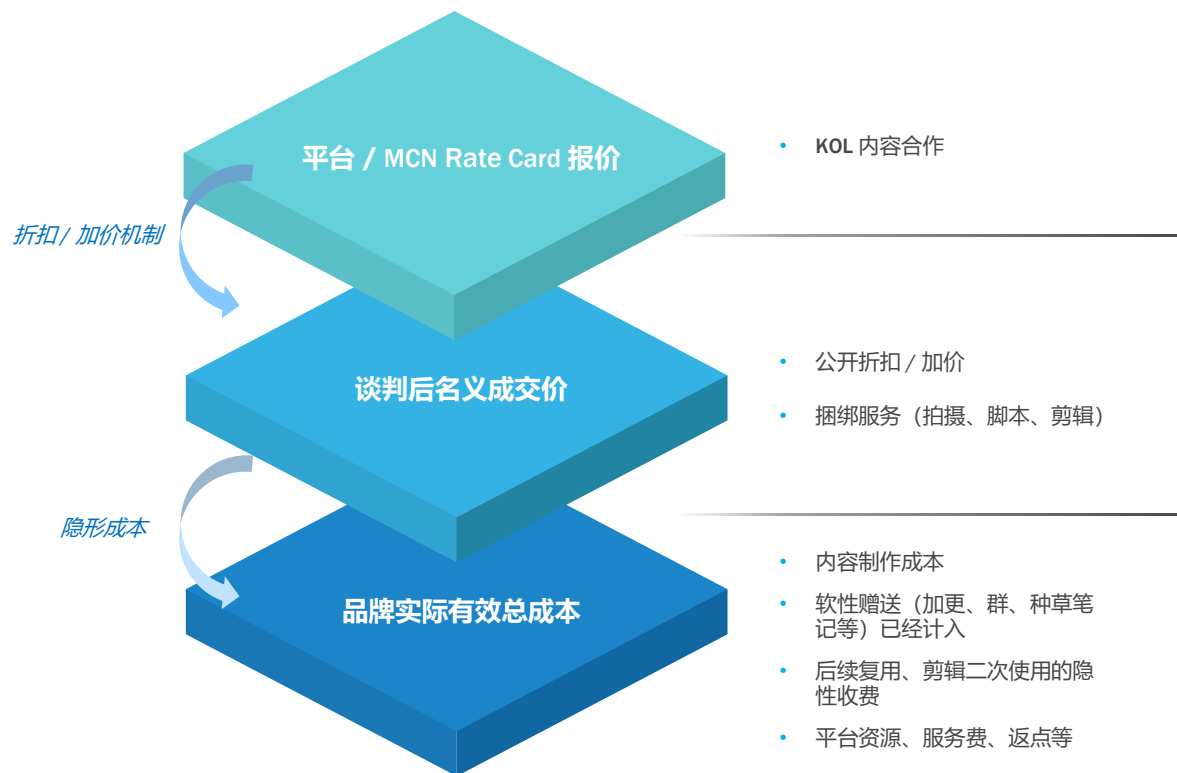 平台 / MCN Rate Card 报价
• KOL 内容合作
折扣 / 加价机制
谈判后名义成交价
• 公开折扣 / 加价
• 捆绑服务（拍摄、脚本、剪辑）
隐形成本
品牌实际有效总成本
• 内容制作成本
• 软性赠送（加更、群、种草笔
记等）已经计入
• 后续复用、剪辑二次使用的隐
性收费
• 平台资源、服务费、返点等